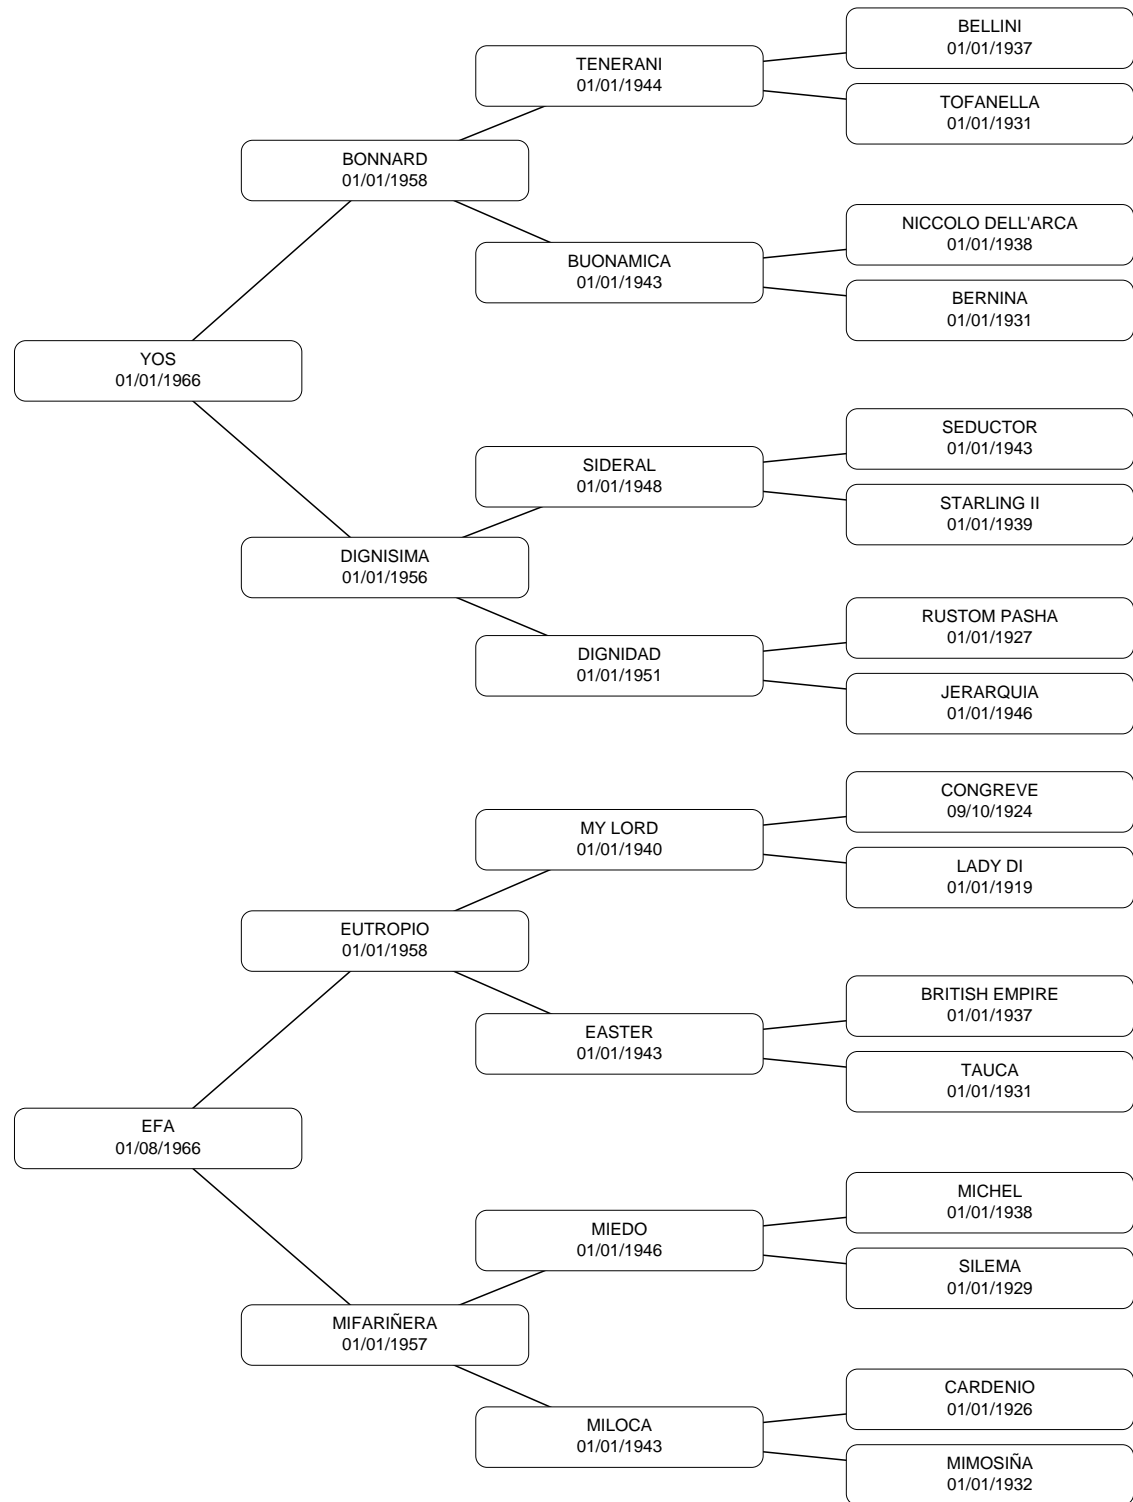 BELLINI
01/01/1937
TENERANI
01/01/1944
TOFANELLA
01/01/1931
BONNARD
01/01/1958
NICCOLO DELL'ARCA
01/01/1938
BUONAMICA
01/01/1943
BERNINA
01/01/1931
YOS
01/01/1966
SEDUCTOR
01/01/1943
SIDERAL
01/01/1948
STARLING II
01/01/1939
DIGNISIMA
01/01/1956
RUSTOM PASHA
01/01/1927
DIGNIDAD
01/01/1951
JERARQUIA
01/01/1946
CONGREVE
09/10/1924
MY LORD
01/01/1940
LADY DI
01/01/1919
EUTROPIO
01/01/1958
BRITISH EMPIRE
01/01/1937
EASTER
01/01/1943
TAUCA
01/01/1931
EFA
01/08/1966
MICHEL
01/01/1938
MIEDO
01/01/1946
SILEMA
01/01/1929
MIFARIÑERA
01/01/1957
CARDENIO
01/01/1926
MILOCA
01/01/1943
MIMOSIÑA
01/01/1932